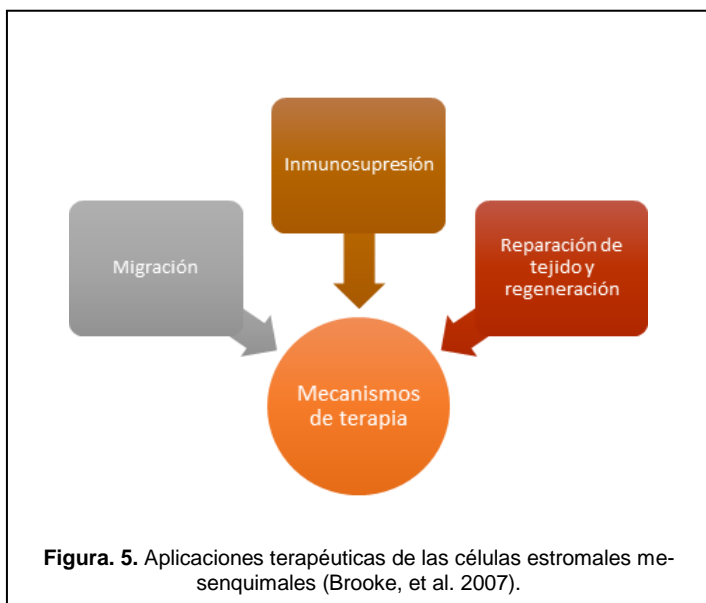 Inmunosupresión
Migración
Reparación de
tejido y
regeneración
Mecanismos
de terapia
Figura. 5. Aplicaciones terapéuticas de las células estromales me-
senquimales (Brooke, et al. 2007).